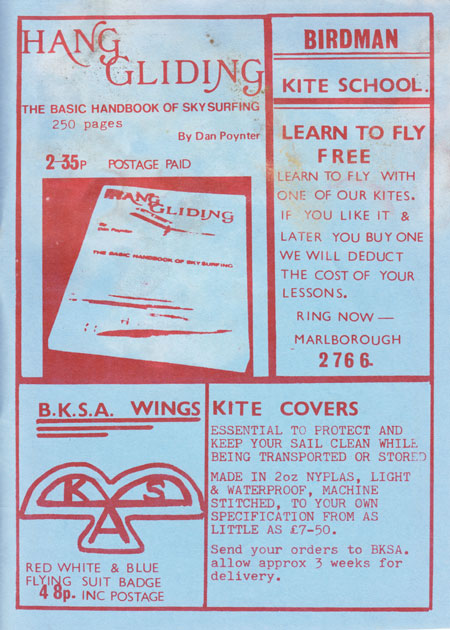 HANG
GLIDING
THE BASIC HANDBOOK OF SKYSURFING
250 pages
By Dan Poynter
2-35P POSTAGE PAID
HANG
GLIDING
By
Dan Poynter
THE BASIC HANDBOOK OF SKYSURFING
BIRDMAN
KITE SCHOOL.
LEARN TO FLY
FREE
LEARN TO FLY WITH
ONE OF OUR KITES.
IF YOU LIKE IT &
LATER YOU BUY ONE
WE WILL DEDUCT
THE COST OF YOUR
LESSONS.
RING NOW—
MARLBOROUGH
2766.
B.K.S.A. WINGS
K S
A
RED WHITE & BLUE
FLYING SUIT BADGE
48p. INC POSTAGE
KITE COVERS
ESSENTIAL TO PROTECT AND
KEEP YOUR SAIL CLEAN WHILE
BEING TRANSPORTED OR STORED
MADE IN 2oz NYPLAS, LIGHT
& WATERPROOF, MACHINE
STITCHED, TO YOUR OWN
SPECIFICATION FROM AS
LITTLE AS £7-50.
Send your orders to BKSA.
allow approx 3 weeks for
delivery.